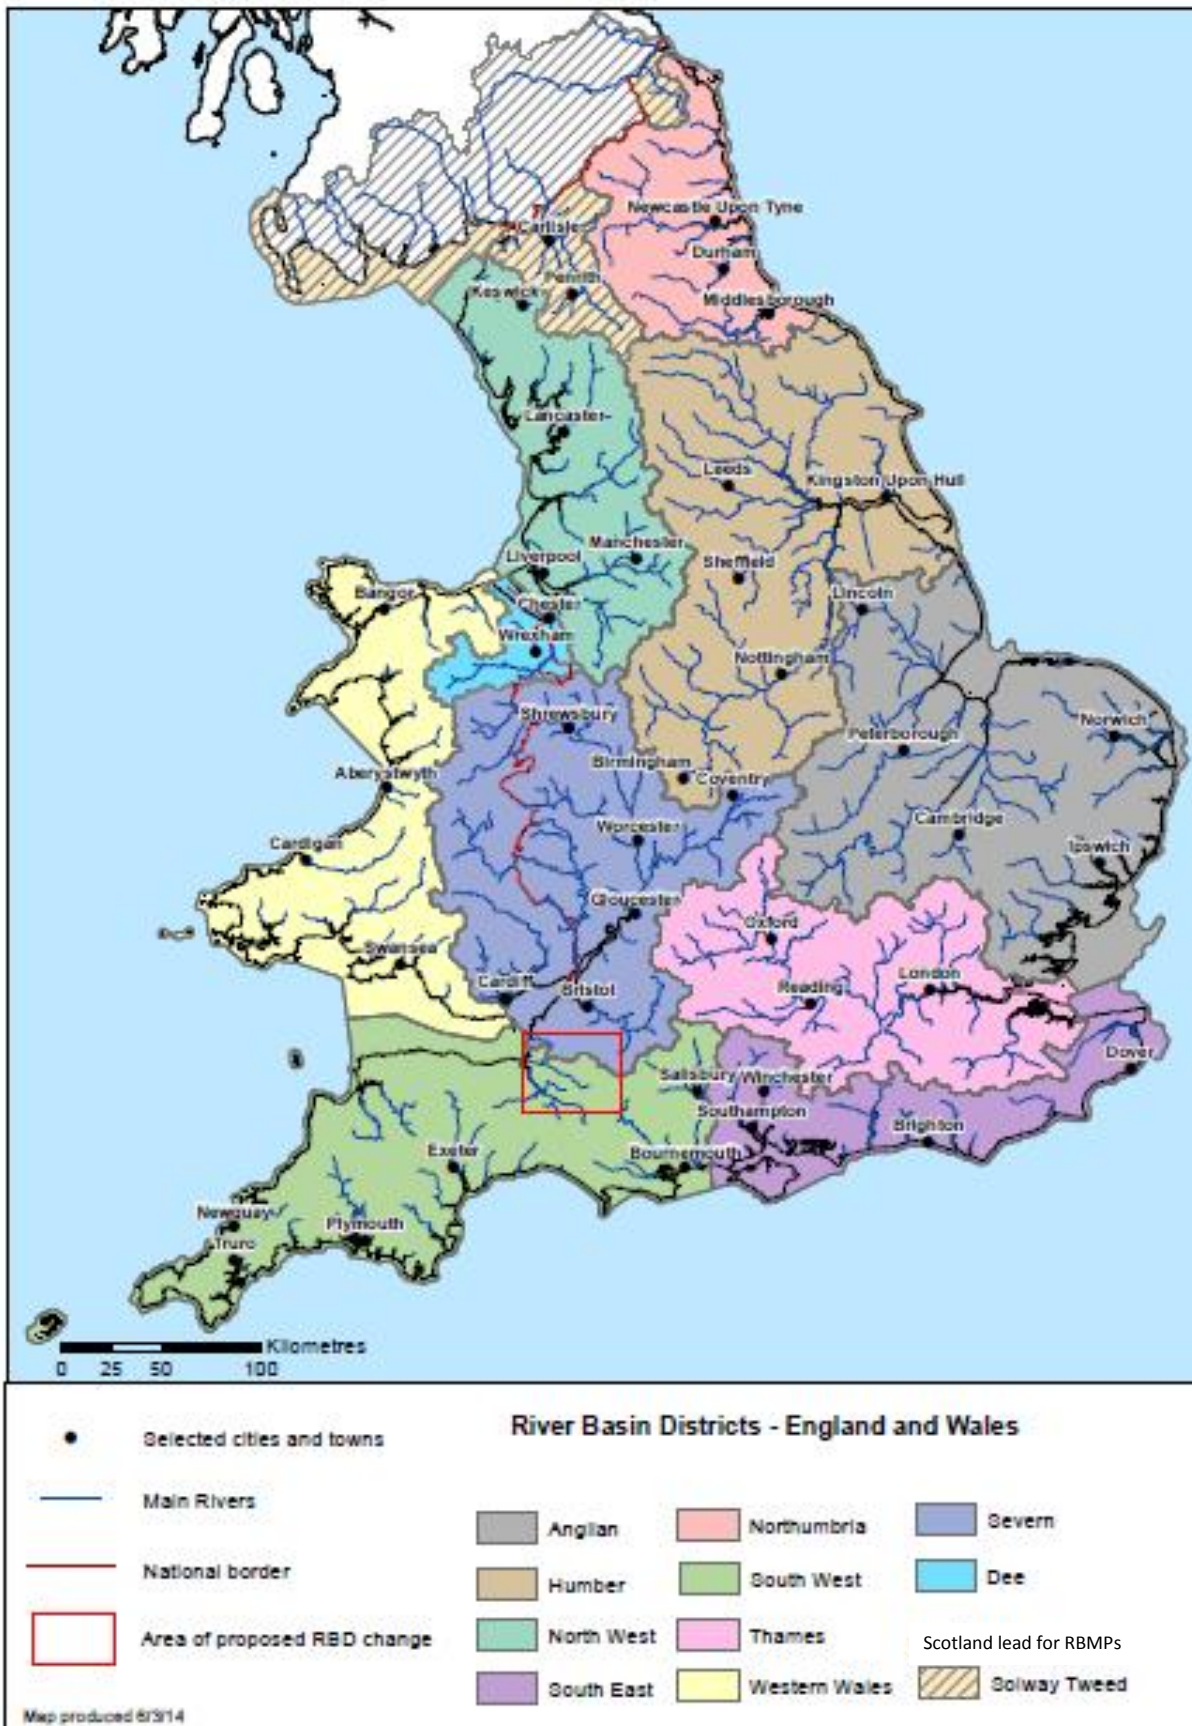 Carlisle
Newcastle Upon Tyne
Durham
Penrith
Keswick
Middlesborough
Lancaster
Leeds
Kingston Upon Hull
Manchester
Liverpool
Sheffield
Bangor
Chester
Lincoln
Wrexham
Nottingham
Shrewsbury
Norwich
Peterborough
Birmingham
Coventry
Aberystwyth
Worcester
Cambridge
Cardigan
Ipswich
Gloucester
Oxford
Swansea
Cardiff
Bristol
Reading
London
Dover
Salisbury
Winchester
Southampton
Brighton
Exeter
Bournemouth
Newquay
Plymouth
Truro
Kilometres
0 25 50 100
River Basin Districts - England and Wales
Selected cities and towns
Main Rivers
National border
Area of proposed RBD change
Anglian
Northumbria
Severn
Humber
South West
Dee
North West
Thames
Scotland lead for RBMPs
South East
Western Wales
Solway Tweed
Map produced 6/3/14